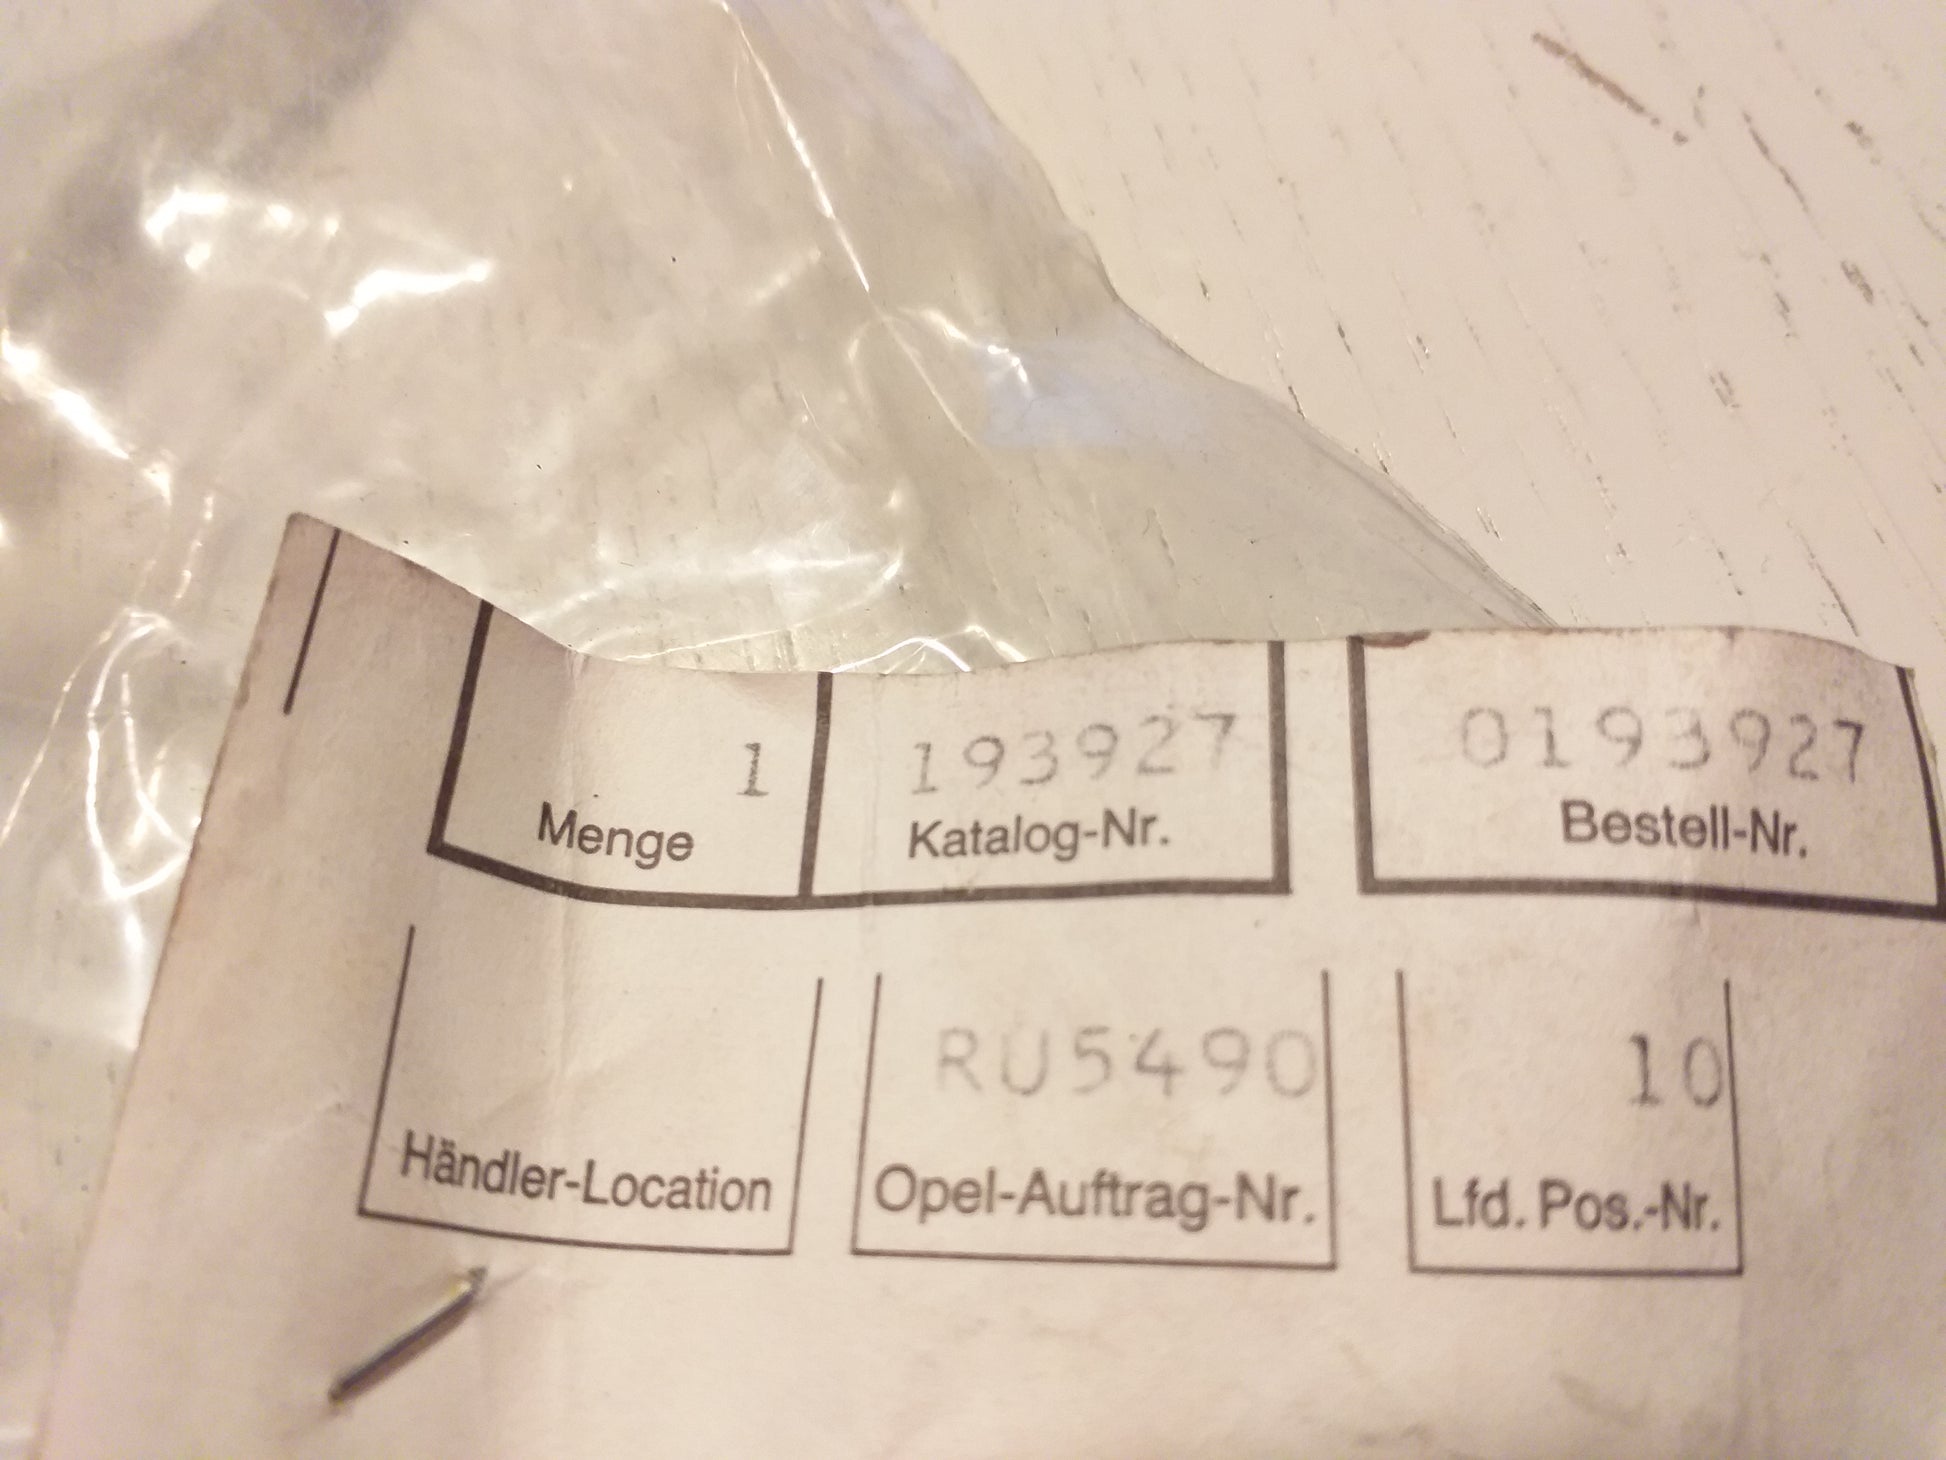 1 193927 0193927
Menge Katalog-Nr. Bestell-Nr.
RU5490 10
Händler-Location Opel-Auftrag-Nr. Lfd. Pos.-Nr.